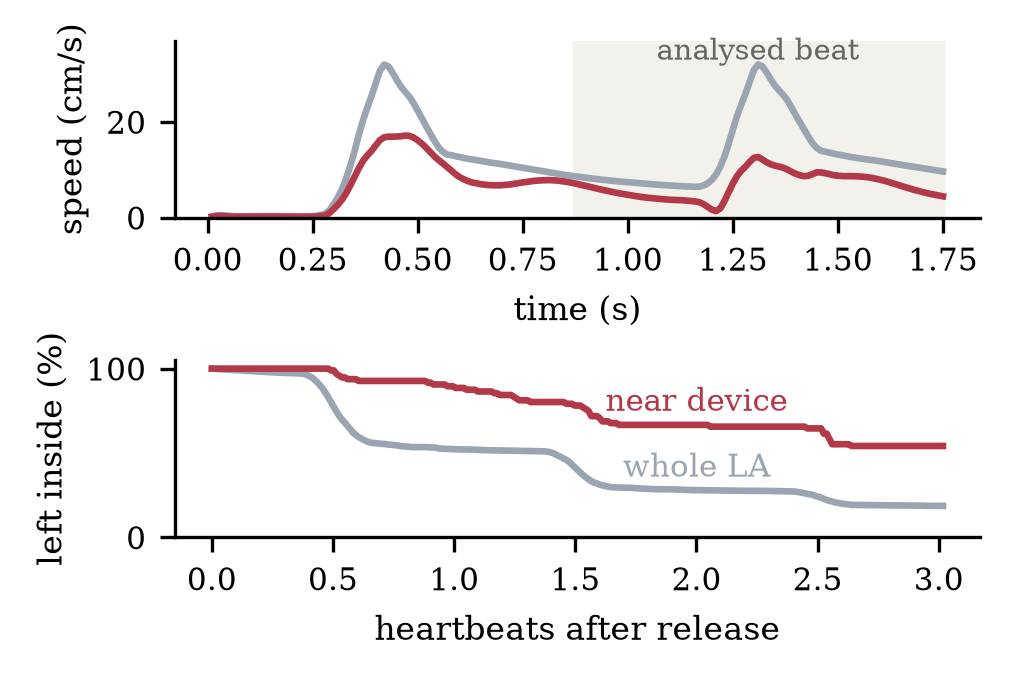 speed (cm/s)
20
0
analysed beat
0.00 0.25 0.50 0.75 1.00 1.25 1.50 1.75
time (s)
left inside (%)
100
0
near device
whole LA
0.0 0.5 1.0 1.5 2.0 2.5 3.0
heartbeats after release